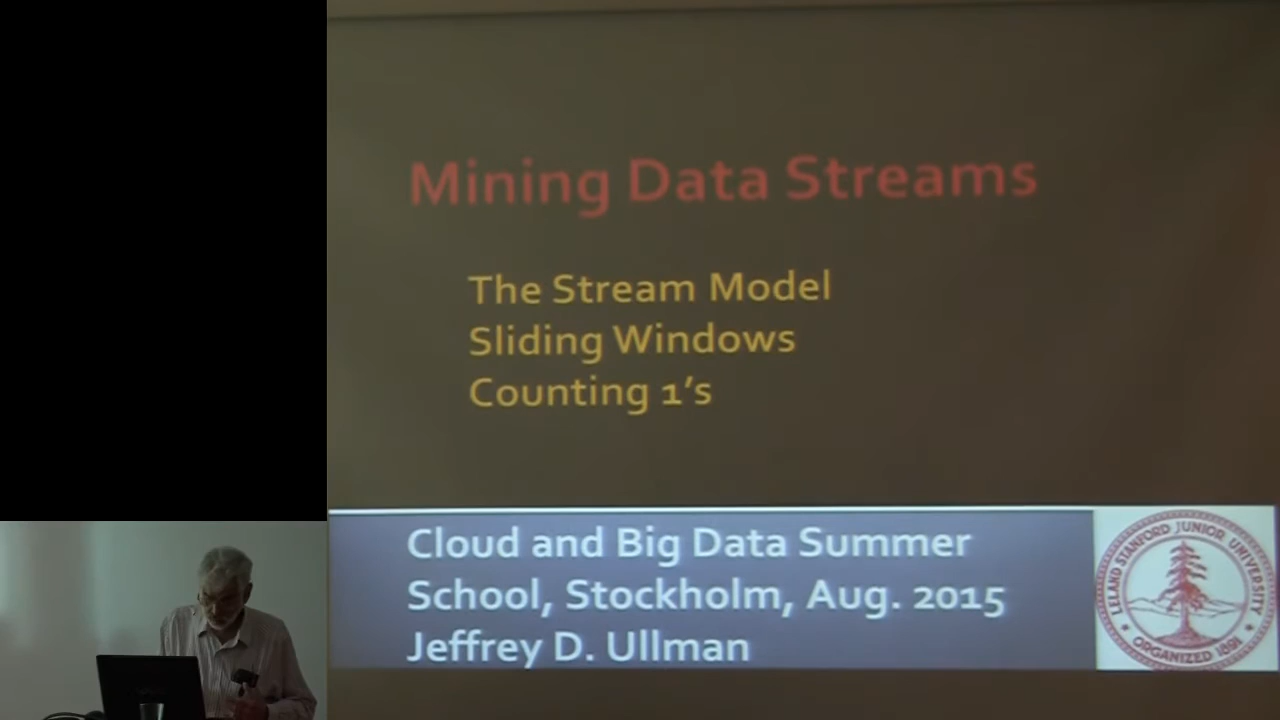 Mining Data Streams
The Stream Model
Sliding Windows
Counting 1's
Cloud and Big Data Summer
School, Stockholm, Aug. 2015
Jeffrey D. Ullman
LELAND STANFORD JUNIOR UNIVERSITY
ORGANIZED 1891